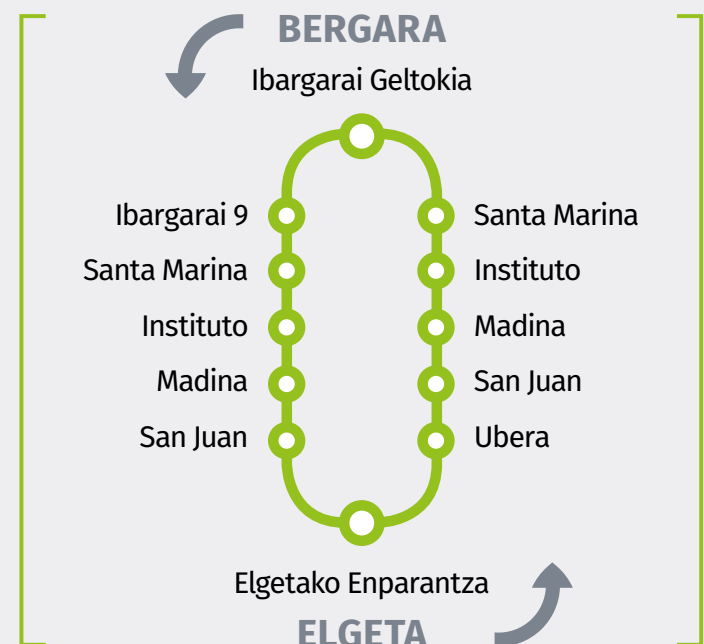 BERGARA
Ibargarai Geltokia
Ibargarai 9
Santa Marina
Instituto
Madina
San Juan
Santa Marina
Instituto
Madina
San Juan
Ubera
Elgetako Enparantza
ELGETA